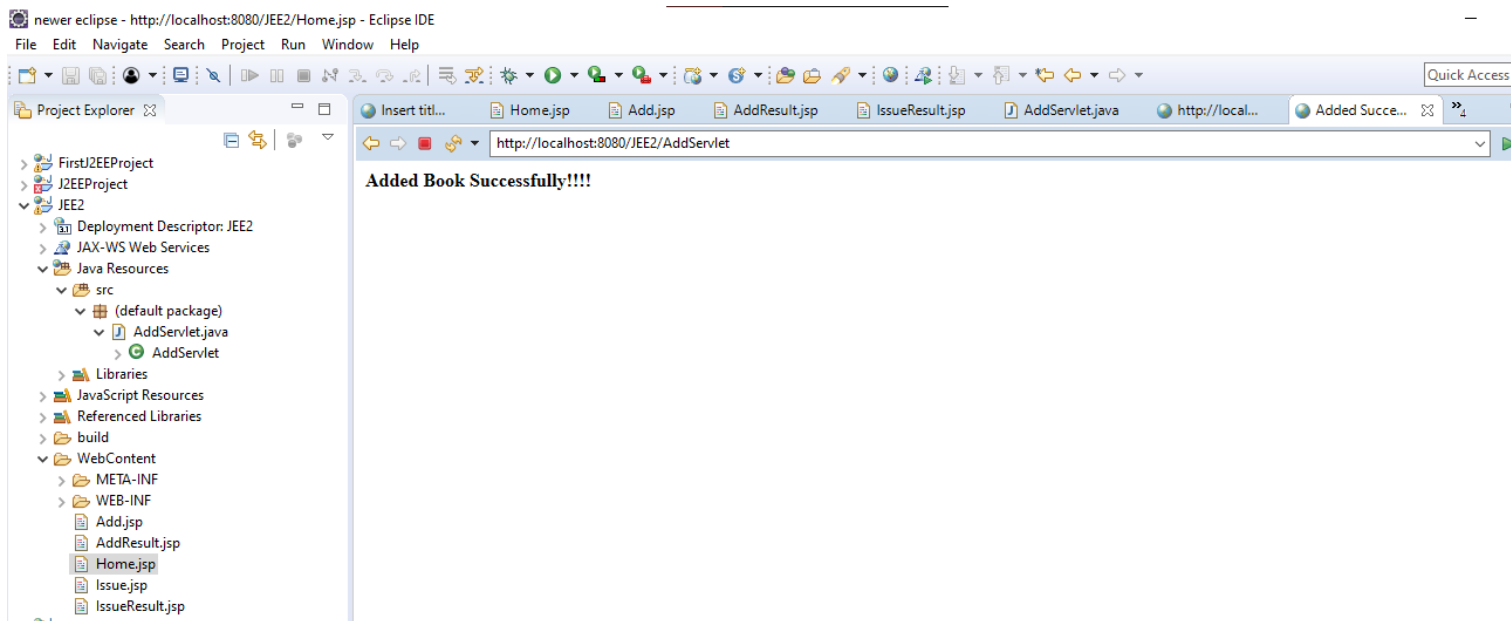 newer eclipse - http://localhost:8080/JEE2/Home.jsp - Eclipse IDE
File Edit Navigate Search Project Run Window Help
Quick Access
Project Explorer
Insert titl... Home.jsp Add.jsp AddResult.jsp IssueResult.jsp AddServlet.java http://local... Added Succe... »4
http://localhost:8080/JEE2/AddServlet
Added Book Successfully!!!!
FirstJ2EEProject
J2EEProject
JEE2
Deployment Descriptor: JEE2
JAX-WS Web Services
Java Resources
src
(default package)
AddServlet.java
AddServlet
Libraries
JavaScript Resources
Referenced Libraries
build
WebContent
META-INF
WEB-INF
Add.jsp
AddResult.jsp
Home.jsp
Issue.jsp
IssueResult.jsp